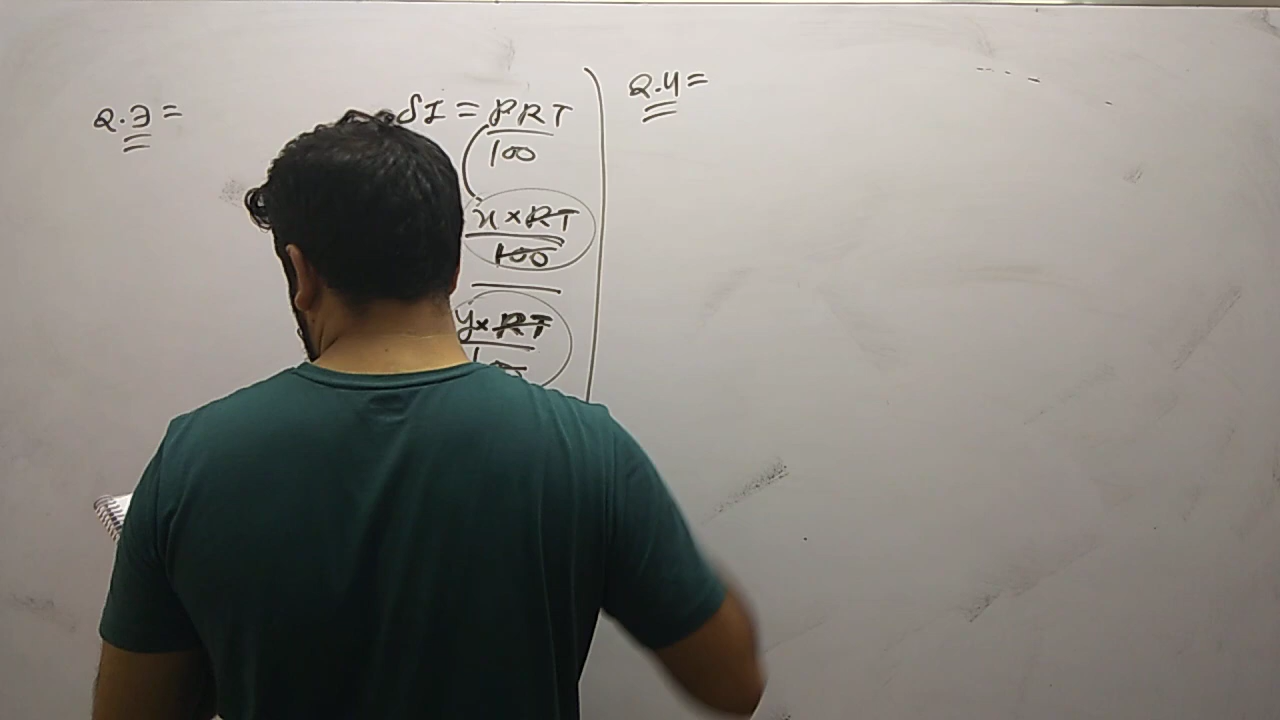 Q.3=
SI = PRT
100
x × RT
100
y × RT
Q.4=